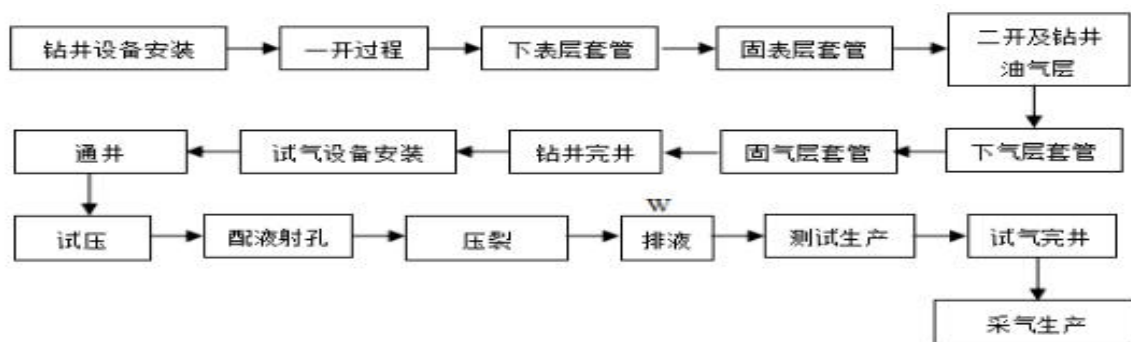 钻井设备安装
一开过程
下表层套管
固表层套管
二开及钻井
油气层
通井
试气设备安装
钻井完井
固气层套管
下气层套管
W
试压
配液射孔
压裂
排液
测试生产
试气完井
采气生产